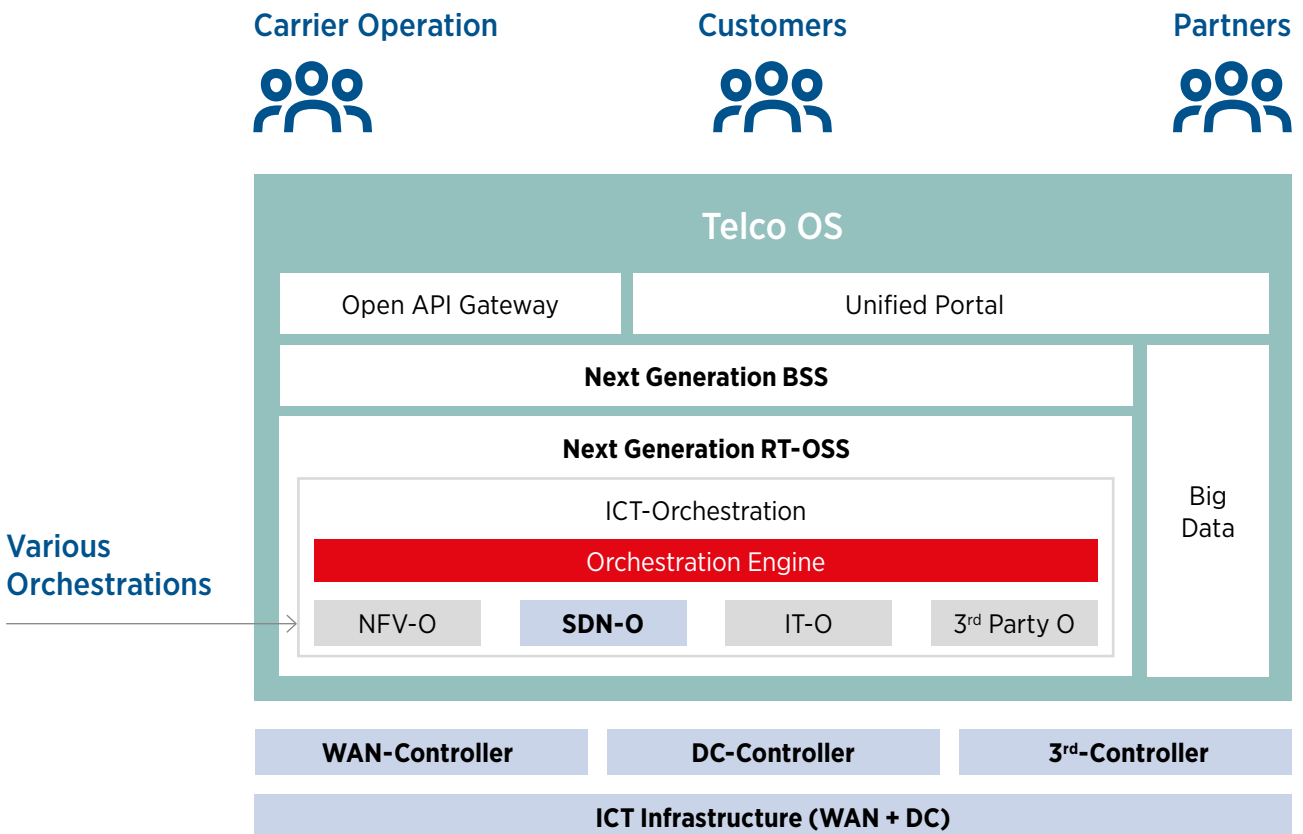 Carrier Operation
Customers
Partners
Telco OS
Open API Gateway
Unified Portal
Next Generation BSS
Next Generation RT-OSS
ICT-Orchestration
Orchestration Engine
NFV-O
SDN-O
IT-O
3rd Party O
Big
Data
Various
Orchestrations
WAN-Controller
DC-Controller
3rd-Controller
ICT Infrastructure (WAN + DC)